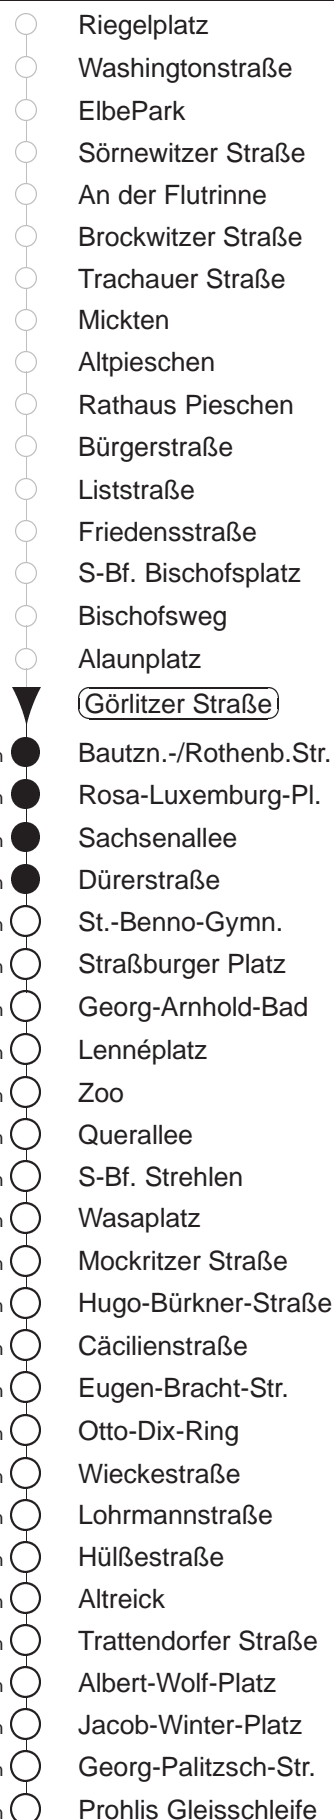 Riegelplatz
Washingtonstraße
ElbePark
Sörnewitzer Straße
An der Flutrinne
Brockwitzer Straße
Trachauer Straße
Mickten
Altpieschen
Rathaus Pieschen
Bürgerstraße
Liststraße
Friedensstraße
S-Bf. Bischofsplatz
Bischofsweg
Alaunplatz
Görlitzer Straße
Bautzn.-/Rothenb.Str.
Rosa-Luxemburg-Pl.
Sachsenallee
Dürerstraße
St.-Benno-Gymn.
Straßburger Platz
Georg-Arnhold-Bad
Lennéplatz
Zoo
Querallee
S-Bf. Strehlen
Wasaplatz
Mockritzer Straße
Hugo-Bürkner-Straße
Cäcilienstraße
Eugen-Bracht-Str.
Otto-Dix-Ring
Wieckestraße
Lohrmannstraße
Hülßestraße
Altreick
Trattendorfer Straße
Albert-Wolf-Platz
Jacob-Winter-Platz
Georg-Palitzsch-Str.
Prohlis Gleisschleife